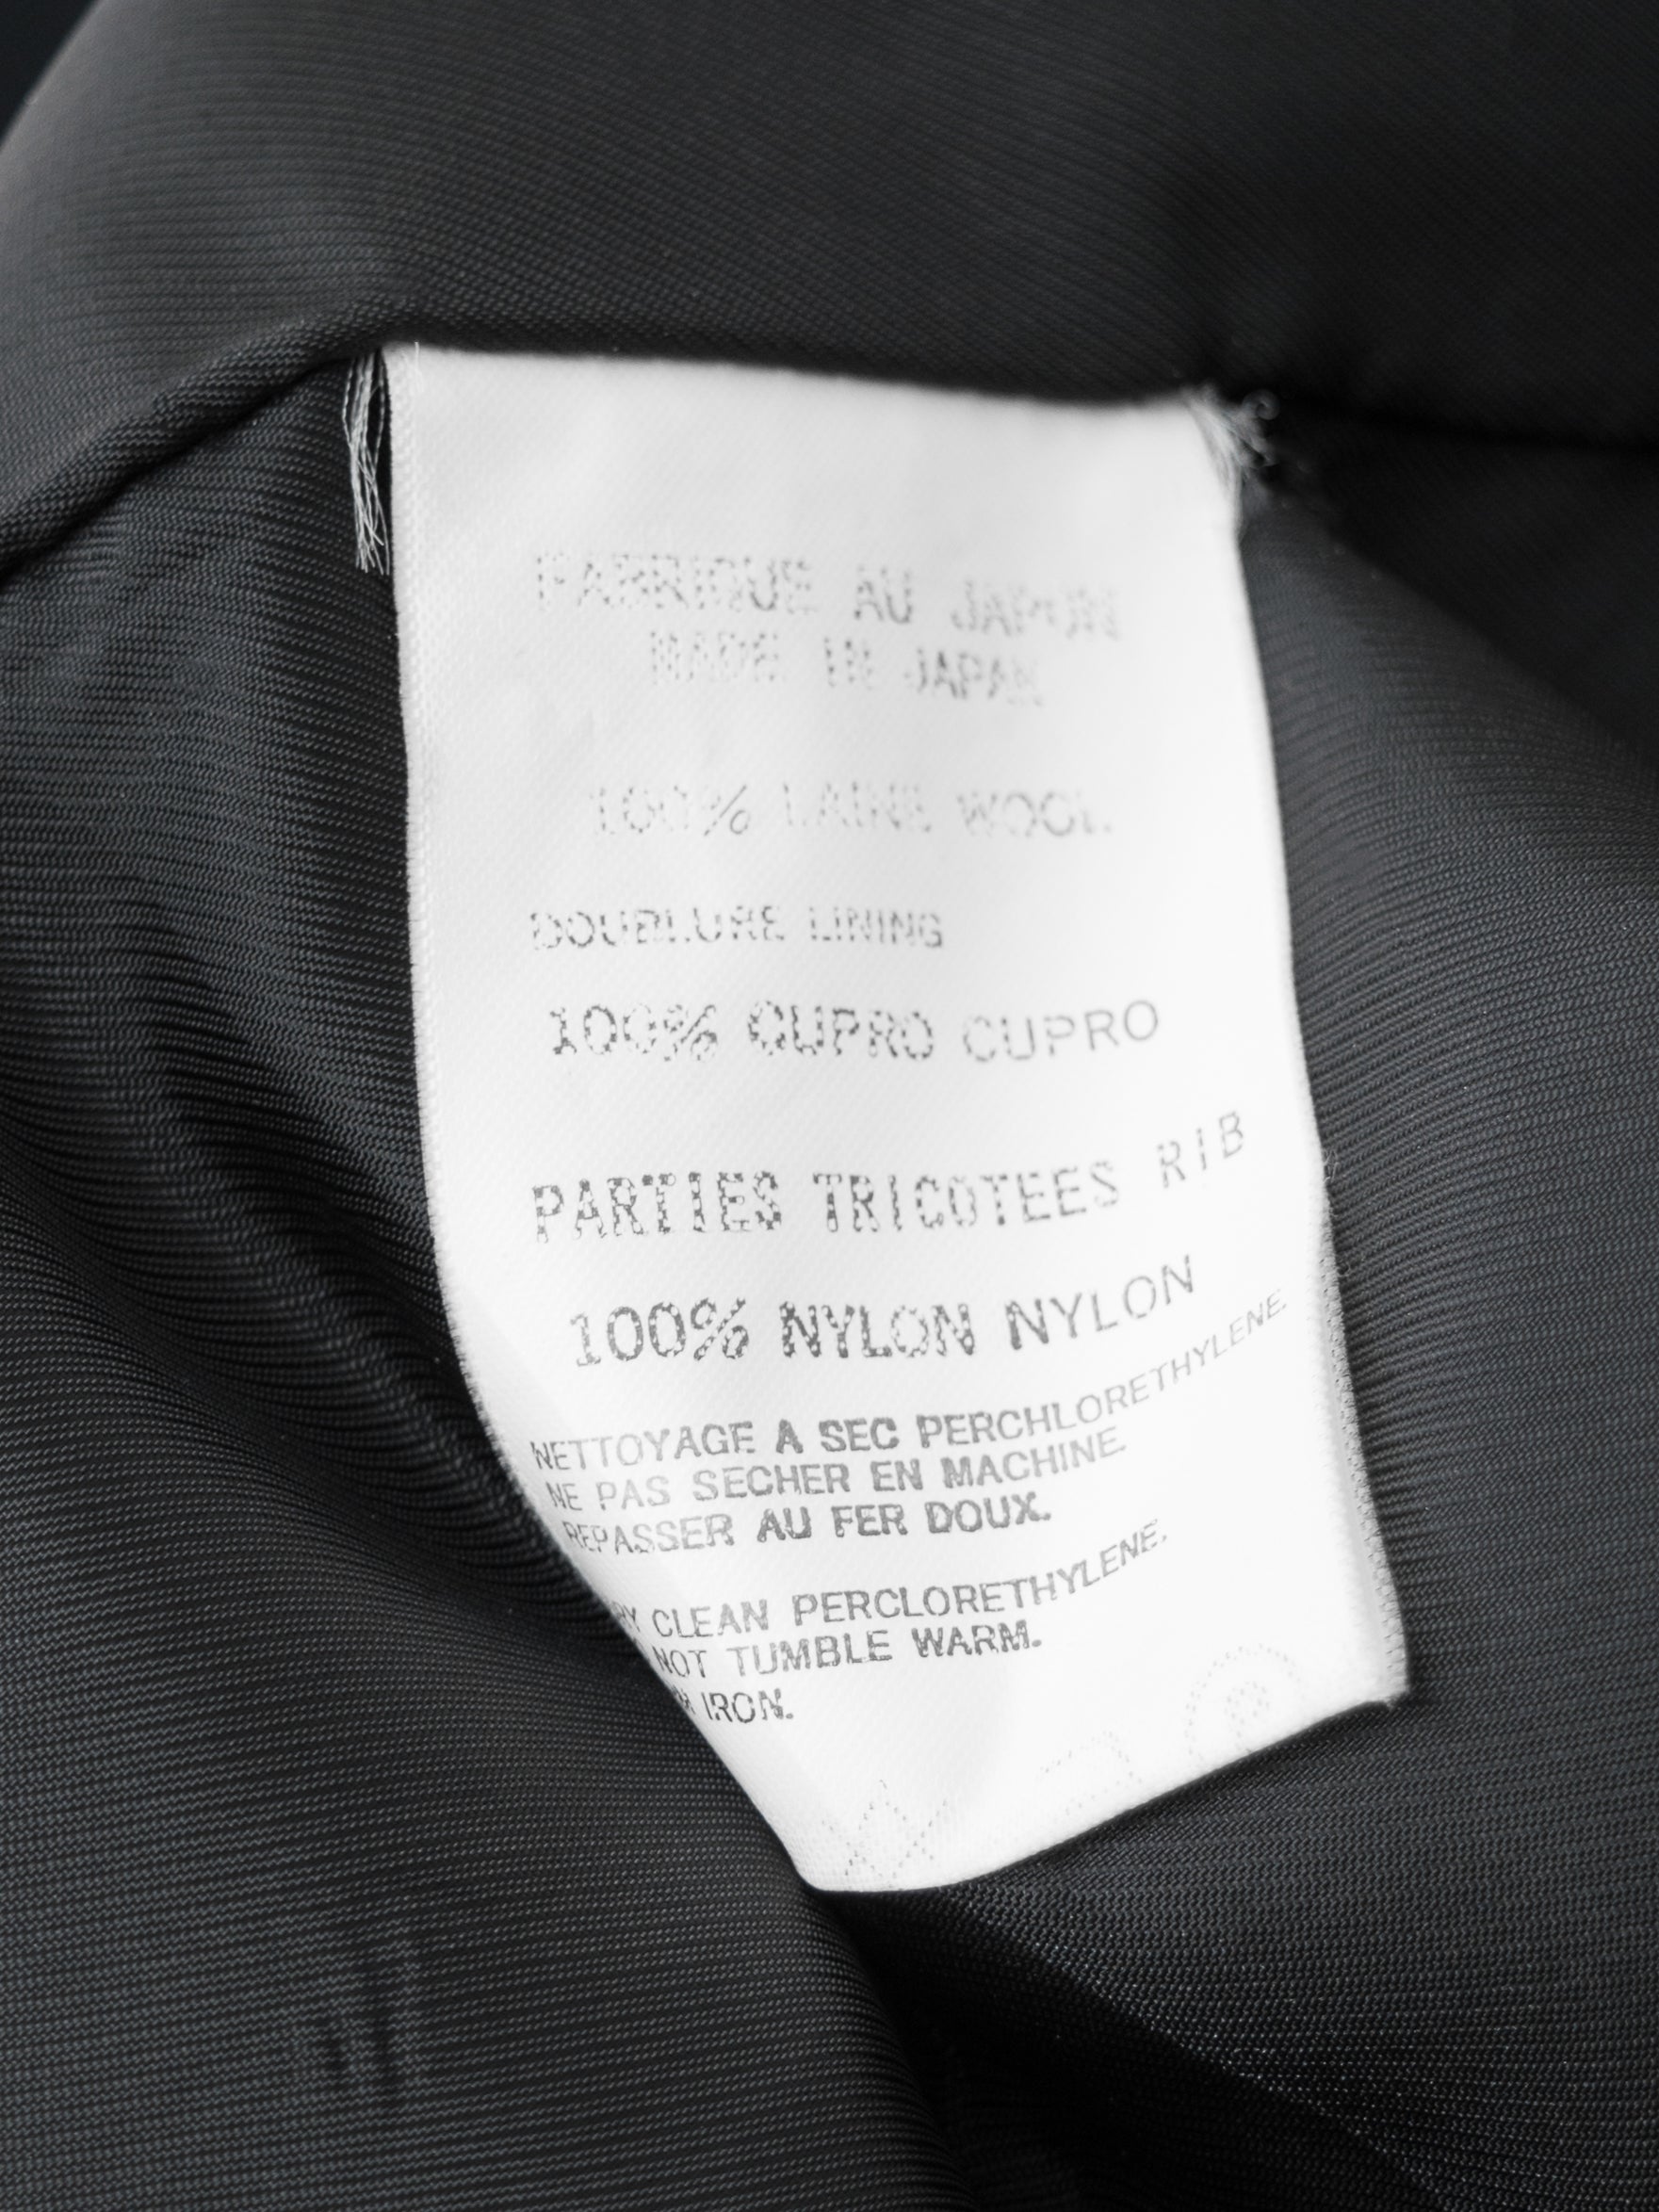 FABRIQUE AU JAPON
MADE IN JAPAN
100% LAINE WOOL
DOUBLURE LINING
100% CUPRO CUPRO
PARTIES TRICOTEES RIB
100% NYLON NYLON
NETTOYAGE A SEC PERCHLORETHYLENE.
NE PAS SECHER EN MACHINE.
REPASSER AU FER DOUX.
CLEAN PERCLORETHYLENE.
NOT TUMBLE WARM.
IRON.